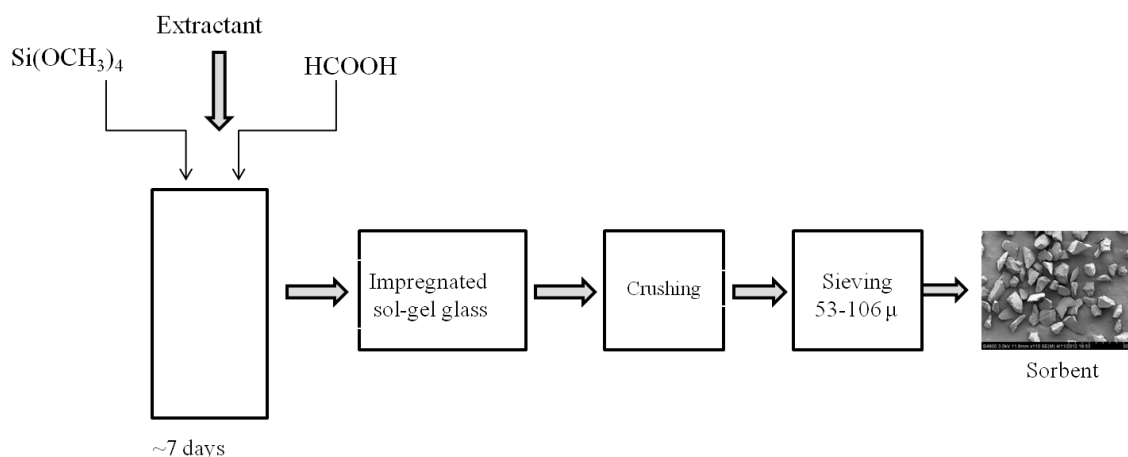 Extractant
Si(OCH3)4
HCOOH
Impregnated
sol-gel glass
Crushing
Sieving
53-106 μ
Sorbent
~7 days